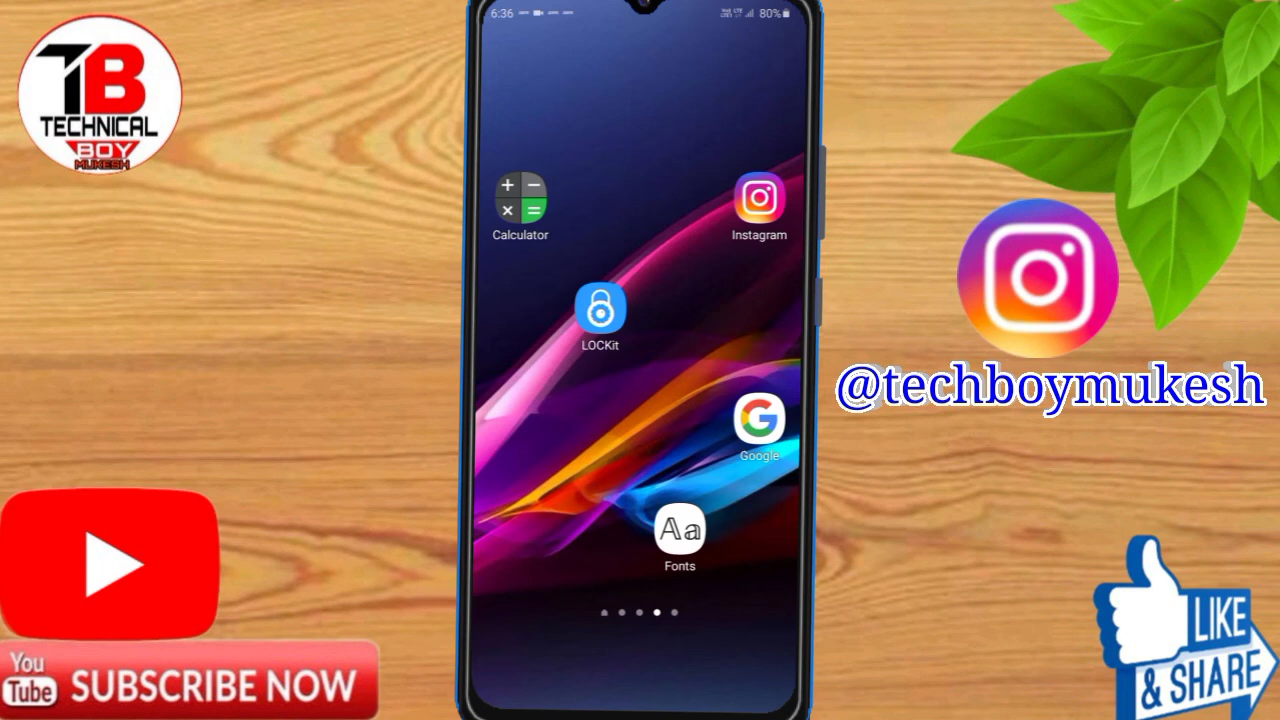 TB
TECHNICAL
BOY
MUKESH
6:36
80%
Calculator
Instagram
LOCKit
Google
Aa
Fonts
@techboymukesh
You
Tube
SUBSCRIBE NOW
LIKE
& SHARE